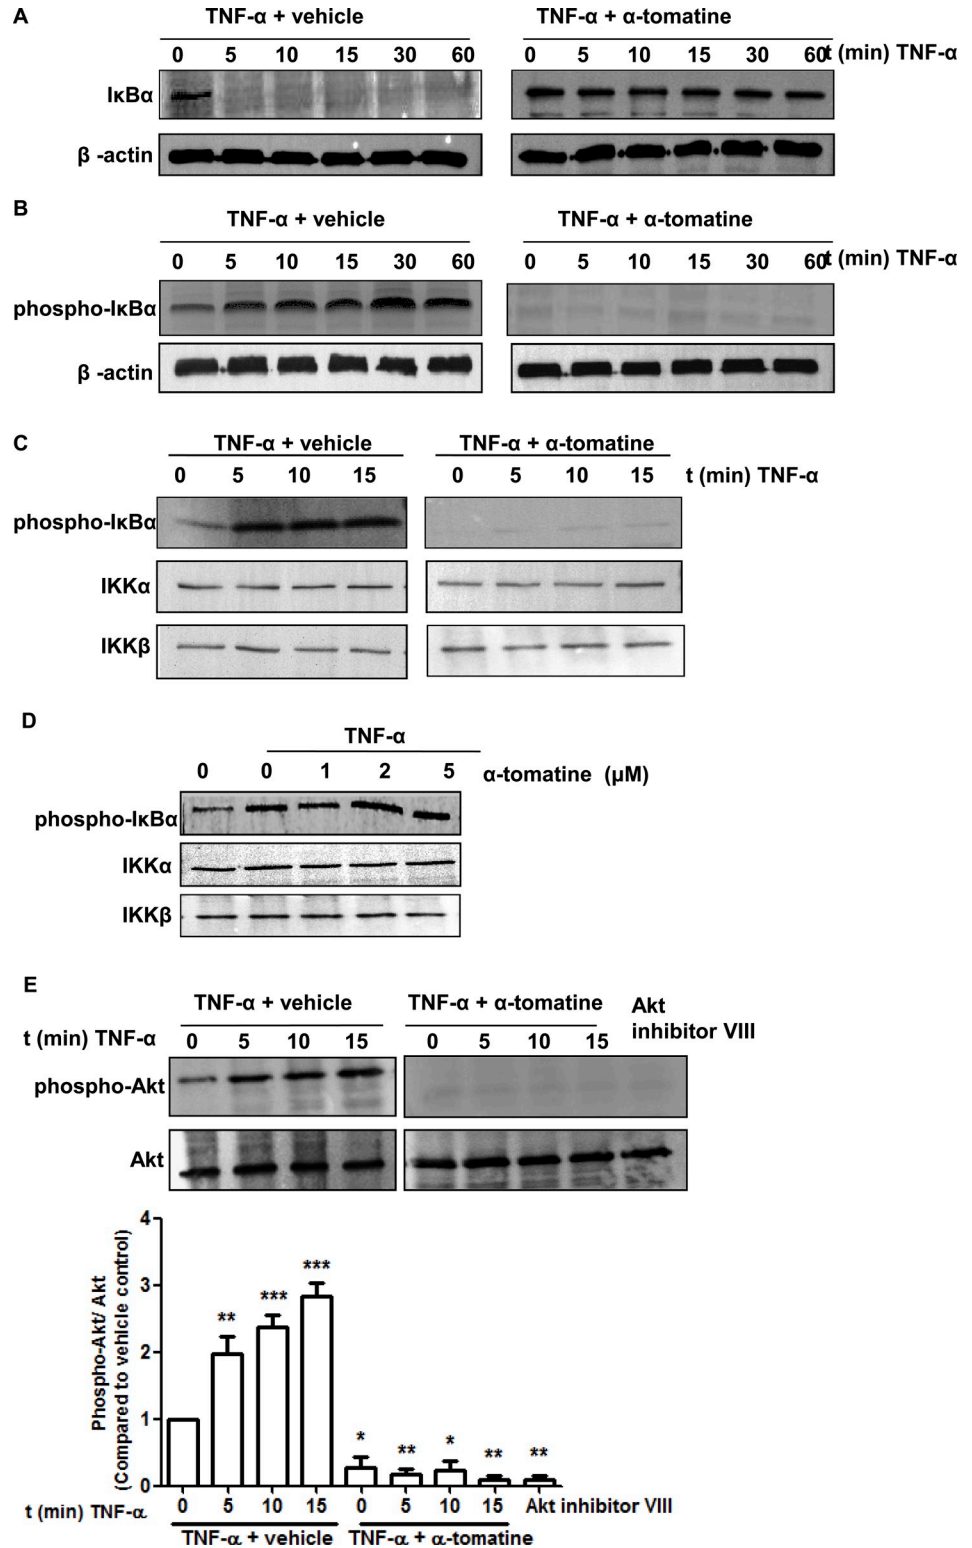 A
TNF-α + vehicle TNF-α + α-tomatine
0 5 10 15 30 60 0 5 10 15 30 60 t (min) TNF-α
IκBα
β -actin
B
TNF-α + vehicle TNF-α + α-tomatine
0 5 10 15 30 60 0 5 10 15 30 60 t (min) TNF-α
phospho-IκBα
β -actin
C
TNF-α + vehicle TNF-α + α-tomatine
0 5 10 15 0 5 10 15 t (min) TNF-α
phospho-IκBα
IKKα
IKKβ
D
TNF-α
0 0 1 2 5 α-tomatine (µM)
phospho-IκBα
IKKα
IKKβ
E
TNF-α + vehicle TNF-α + α-tomatine Akt
inhibitor VIII
t (min) TNF-α 0 5 10 15 0 5 10 15
phospho-Akt
Akt
Phospho-Akt/ Akt
(Compared to vehicle control)
4
3
2
1
0
** *** *** * ** * ** **
t (min) TNF-α 0 5 10 15 0 5 10 15 Akt inhibitor VIII
TNF-α + vehicle TNF-α + α-tomatine